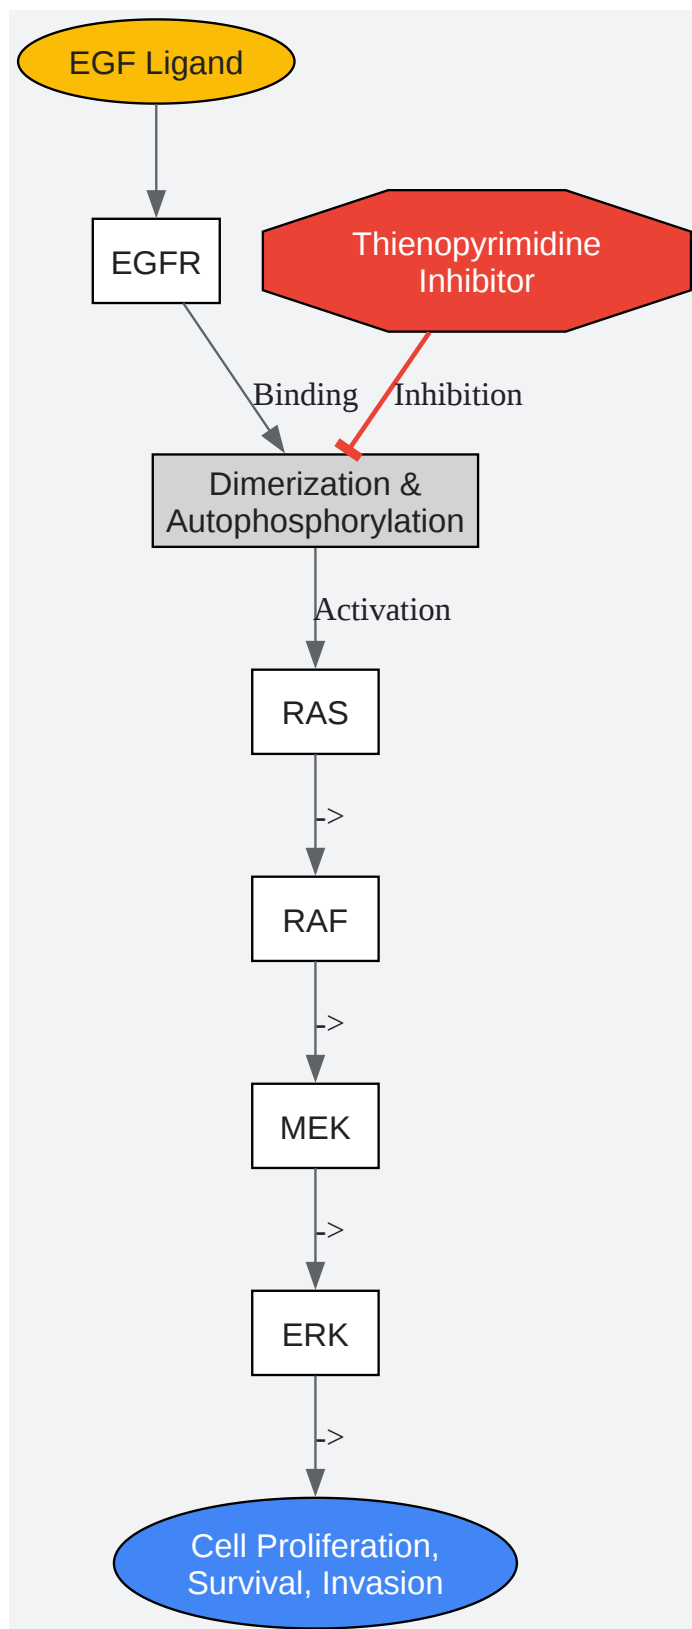 EGF Ligand
EGFR
Thienopyrimidine
Inhibitor
Binding
Inhibition
Dimerization &
Autophosphorylation
Activation
RAS
->
RAF
->
MEK
->
ERK
->
Cell Proliferation,
Survival, Invasion